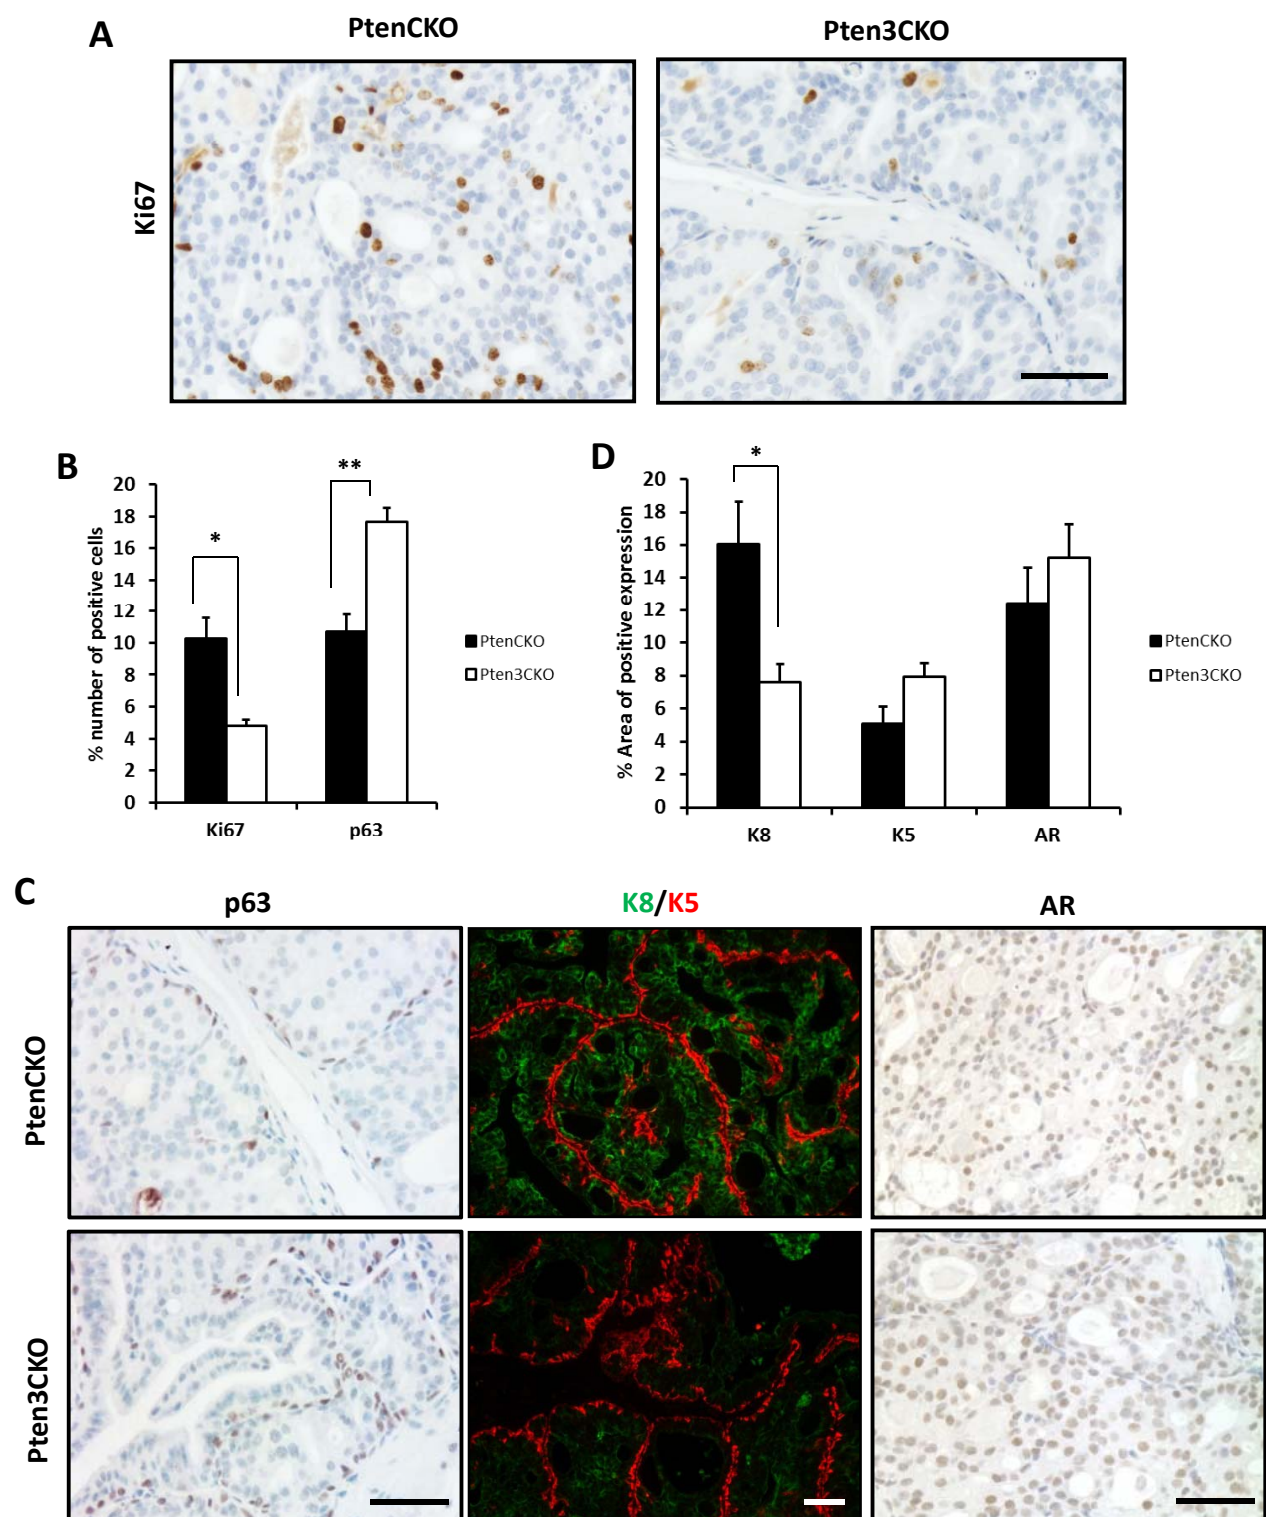 A
PtenCKO
Pten3CKO
Ki67
B
% number of positive cells
20
18
16
14
12
10
8
6
4
2
0
*
**
Ki67
p63
PtenCKO
Pten3CKO
D
% Area of positive expression
20
18
16
14
12
10
8
6
4
2
0
*
K8
K5
AR
PtenCKO
Pten3CKO
C
p63
K8/K5
AR
PtenCKO
Pten3CKO